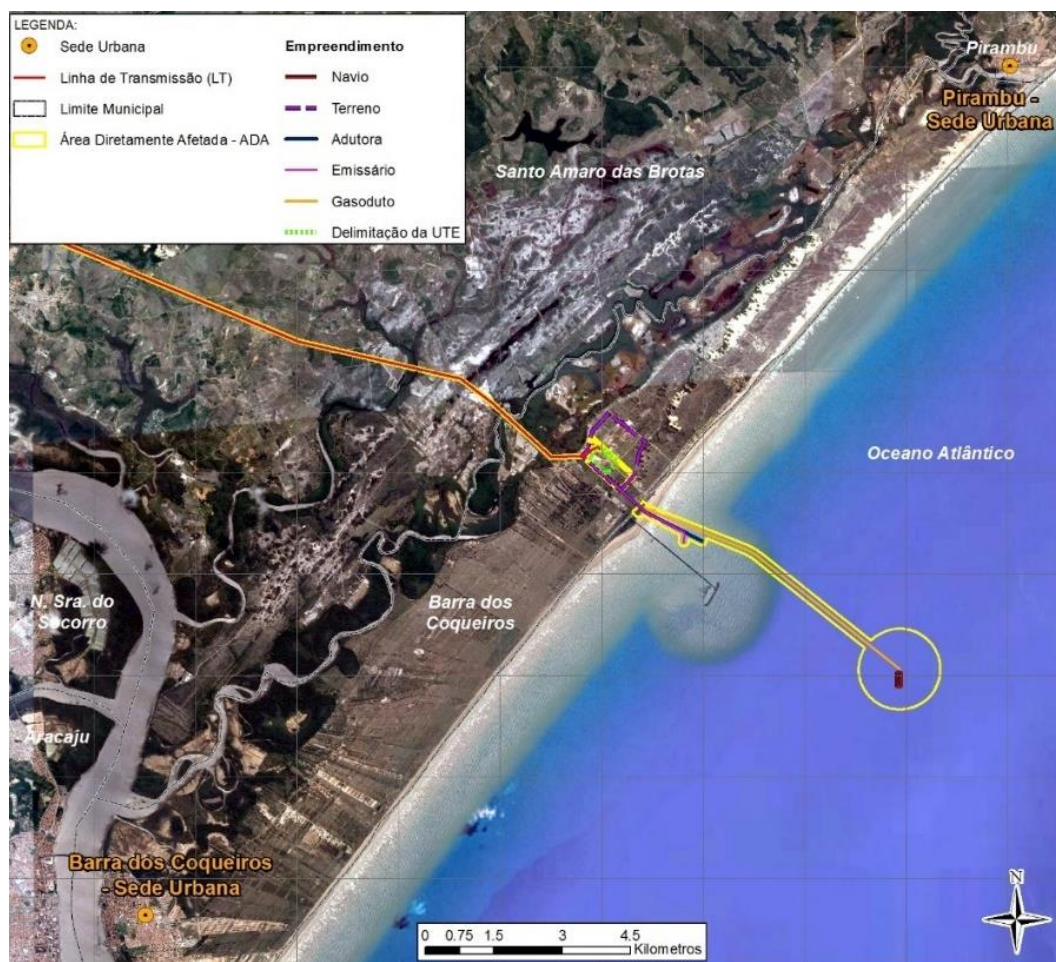 LEGENDA:
Sede Urbana
Linha de Transmissão (LT)
Limite Municipal
Área Diretamente Afetada - ADA
Empreendimento
Navio
Terreno
Adutora
Emissário
Gasoduto
Delimitação da UTE
Pirambu
Pirambu -
Sede Urbana
Santo Amaro das Brotas
Oceano Atlântico
N. Sra. do
Socorro
Barra dos
Coqueiros
Aracaju
Barra dos Coqueiros
- Sede Urbana
N
0 0.75 1.5 3 4.5
Kilometros